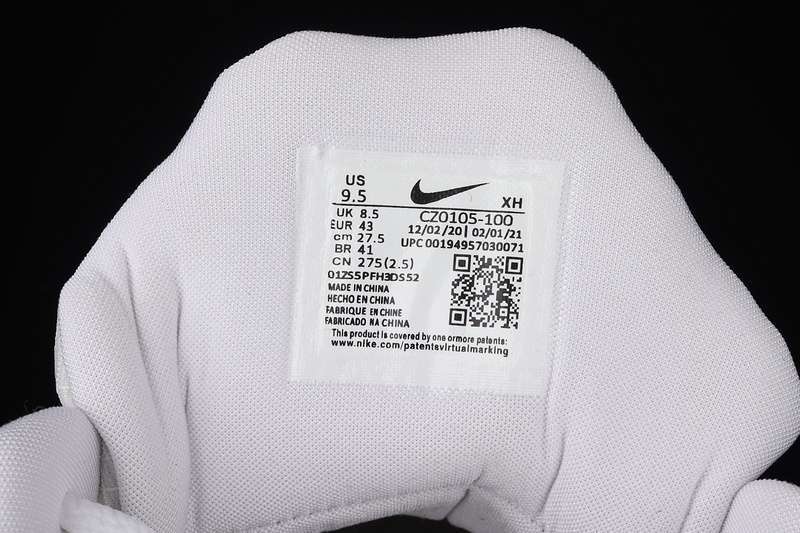 US
9.5
XH
UK 8.5
EUR 43
cm 27.5
BR 41
CN 275(2.5)
CZ0105-100
12/02/20 | 02/01/21
UPC 00194957030071
01ZS5PFH3DS52
MADE IN CHINA
HECHO EN CHINA
FABRIQUE EN CHINE
FABRICADO NA CHINA
This product is covered by one ormore patents:
www.nike.com/patentsvirtualmarking